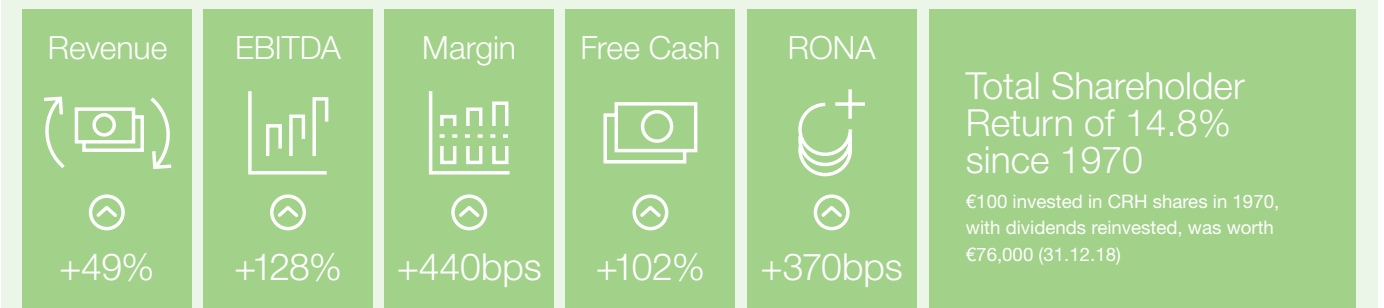 Revenue
+49%
EBITDA
+128%
Margin
+440bps
Free Cash
+102%
RONA
+370bps
Total Shareholder
Return of 14.8%
since 1970
€100 invested in CRH shares in 1970,
with dividends reinvested, was worth
€76,000 (31.12.18)